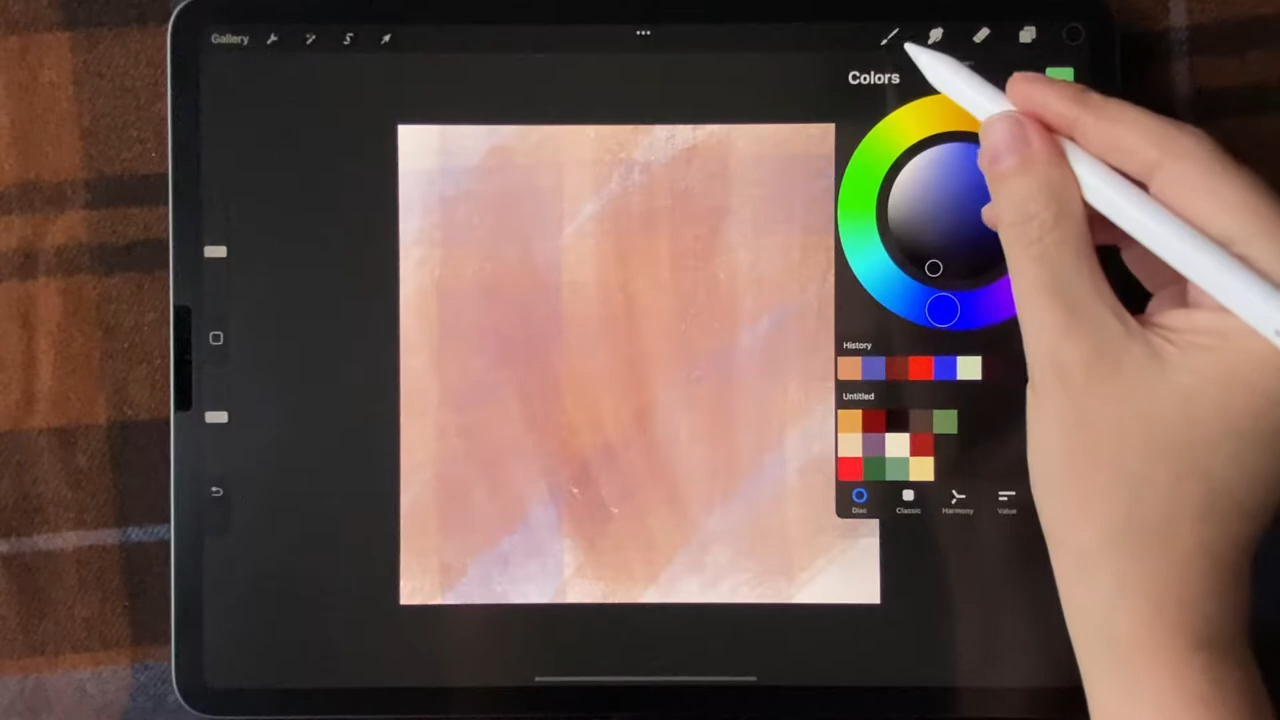 Gallery
Colors
History
Untitled
Disc
Classic
Harmony
Value